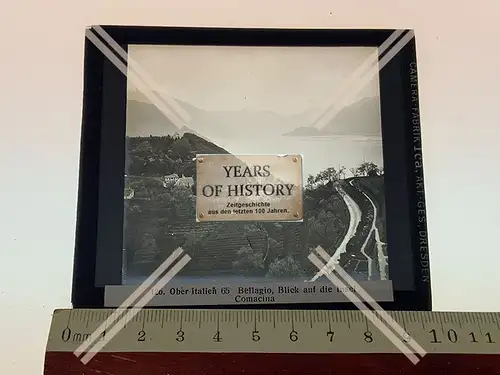 YEARS
OF HISTORY
Zeitgeschichte
aus den letzten 100 Jahren.
CAMERA-FABRIK Ica, AKT. GES. DRESDEN
126. Ober-italien 65 Bellagio, Blick auf die Insel
Comacina
0mm 1 2 3 4 5 6 7 8 9 10 11